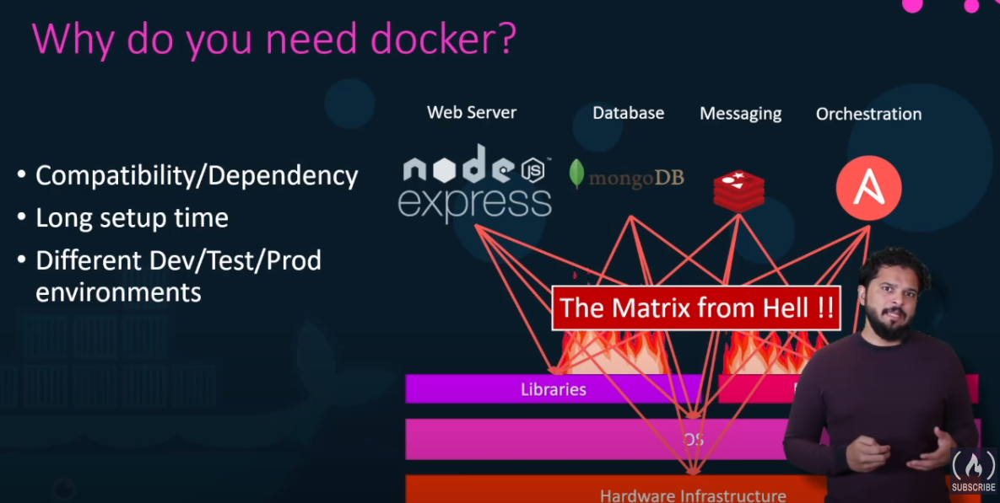 Why do you need docker?
Web Server
Database
Messaging
Orchestration
node
JS
express
mongoDB
• Compatibility/Dependency
• Long setup time
• Different Dev/Test/Prod
environments
The Matrix from Hell !!
Libraries
OS
Hardware Infrastructure
SUBSCRIBE